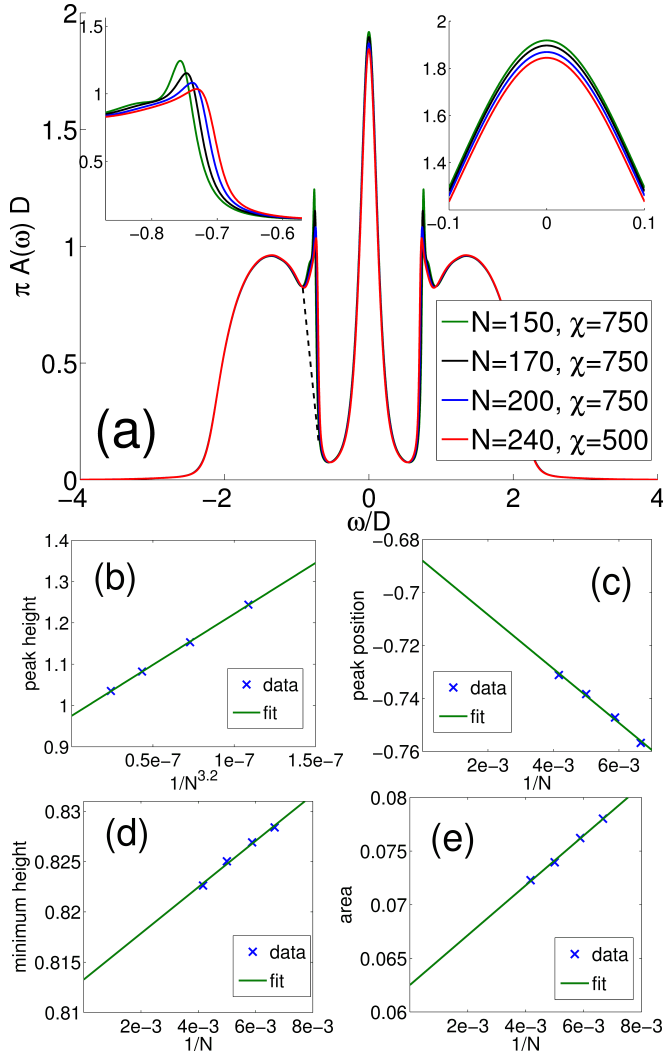 π A(ω) D
2
1.5
1
0.5
0
−4
−2
0
2
4
ω/D
(a)
1.5
1
0.5
−0.8
−0.7
−0.6
2
1.8
1.6
1.4
1.2
−0.1
0
0.1
N=150, χ=750
N=170, χ=750
N=200, χ=750
N=240, χ=500
(b)
peak height
1.4
1.3
1.2
1.1
1
0.9
0.5e−7
1e−7
1.5e−7
1/N^3.2
data
fit
(c)
peak position
−0.68
−0.7
−0.72
−0.74
−0.76
2e−3
4e−3
6e−3
1/N
data
fit
(d)
minimum height
0.83
0.825
0.82
0.815
0.81
2e−3
4e−3
6e−3
8e−3
1/N
data
fit
(e)
area
0.08
0.075
0.07
0.065
0.06
2e−3
4e−3
6e−3
8e−3
1/N
data
fit